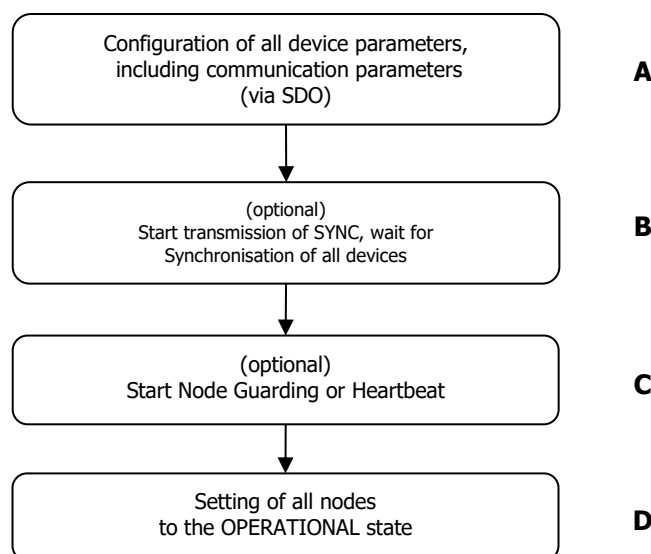 Configuration of all device parameters,
including communication parameters
(via SDO)
A
(optional)
Start transmission of SYNC, wait for
Synchronisation of all devices
B
(optional)
Start Node Guarding or Heartbeat
C
Setting of all nodes
to the OPERATIONAL state
D